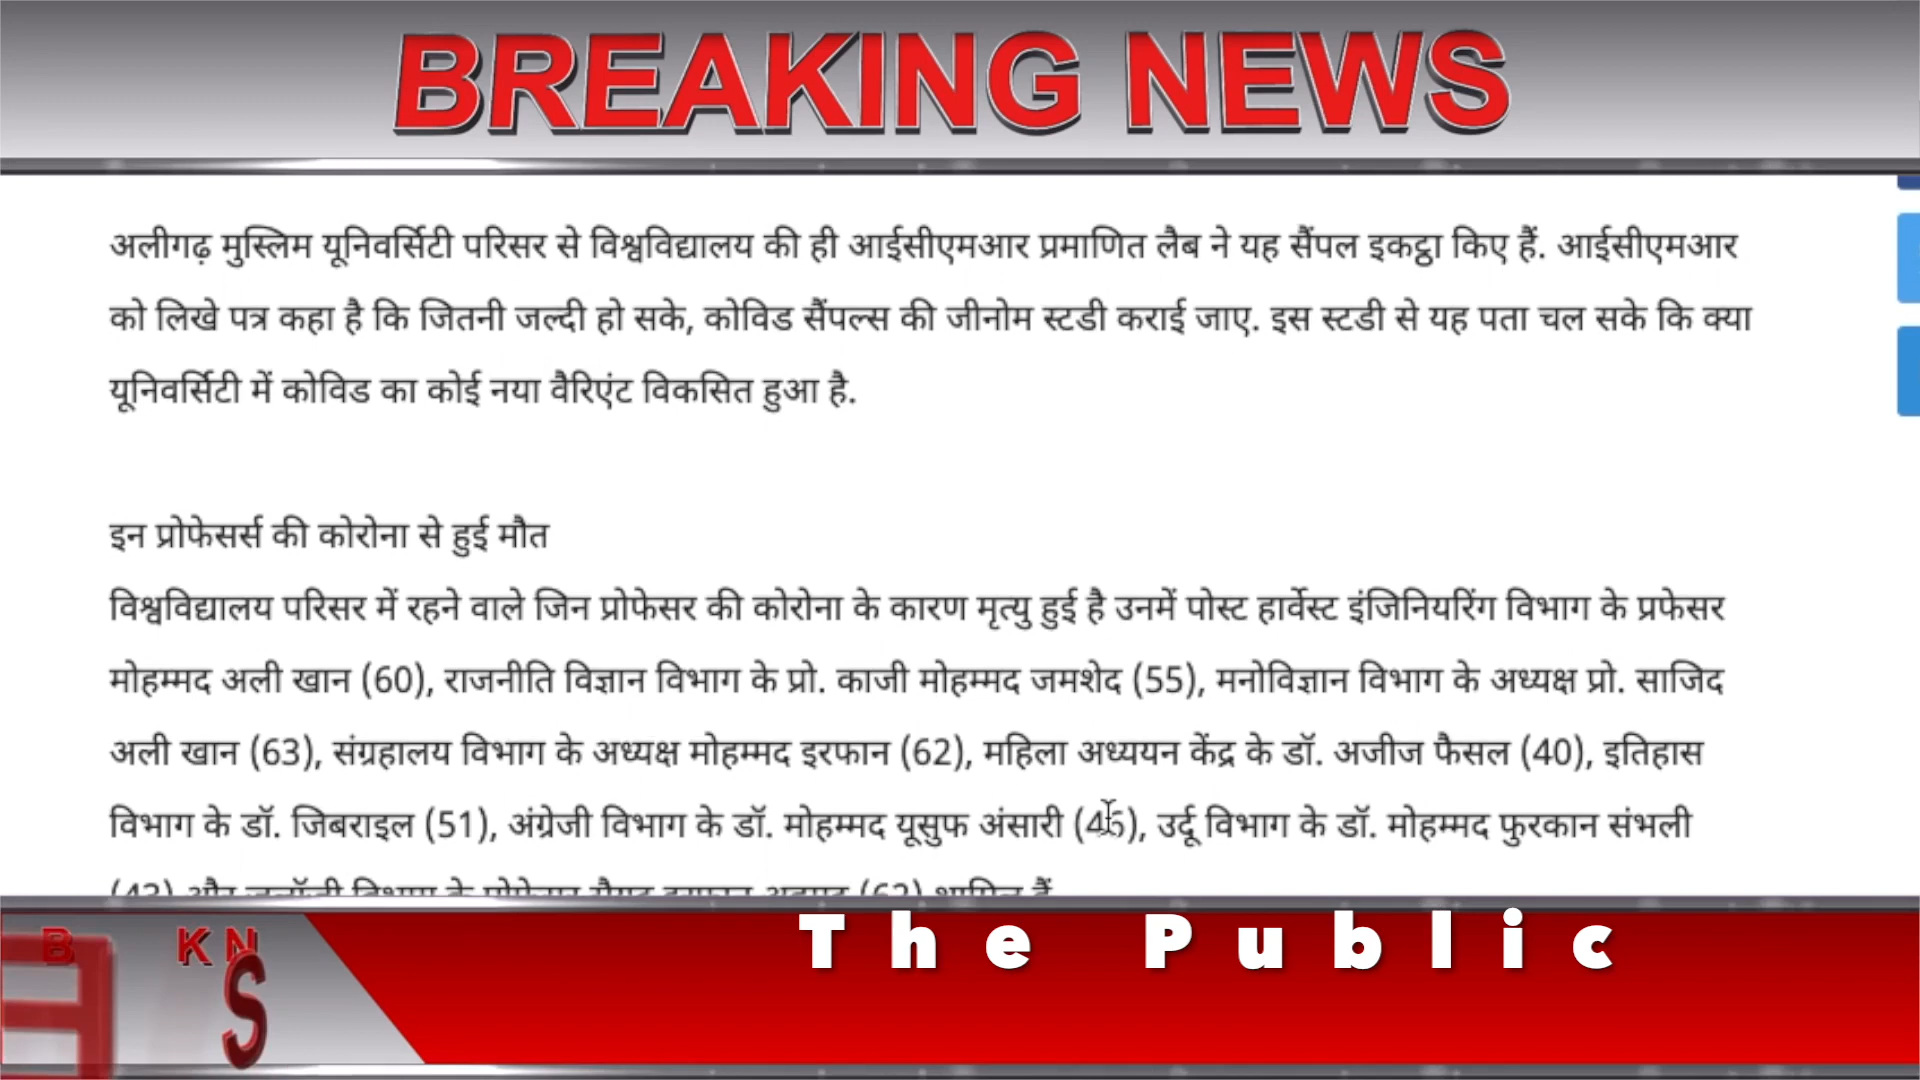 BREAKING NEWS
अलीगढ़ मुस्लिम यूनिवर्सिटी परिसर से विश्वविद्यालय की ही आईसीएमआर प्रमाणित लैब ने यह सैंपल इकट्ठा किए हैं. आईसीएमआर
को लिखे पत्र कहा है कि जितनी जल्दी हो सके, कोविड सैंपल्स की जीनोम स्टडी कराई जाए. इस स्टडी से यह पता चल सके कि क्या
यूनिवर्सिटी में कोविड का कोई नया वैरिएंट विकसित हुआ है.
इन प्रोफेसर्स की कोरोना से हुई मौत
विश्वविद्यालय परिसर में रहने वाले जिन प्रोफेसर की कोरोना के कारण मृत्यु हुई है उनमें पोस्ट हार्वेस्ट इंजिनियरिंग विभाग के प्रफेसर
मोहम्मद अली खान (60), राजनीति विज्ञान विभाग के प्रो. काजी मोहम्मद जमशेद (55), मनोविज्ञान विभाग के अध्यक्ष प्रो. साजिद
अली खान (63), संग्रहालय विभाग के अध्यक्ष मोहम्मद इरफान (62), महिला अध्ययन केंद्र के डॉ. अजीज फैसल (40), इतिहास
विभाग के डॉ. जिबराइल (51), अंग्रेजी विभाग के डॉ. मोहम्मद यूसुफ अंसारी (46), उर्दू विभाग के डॉ. मोहम्मद फुरकान संभली
The Public
B KN
S